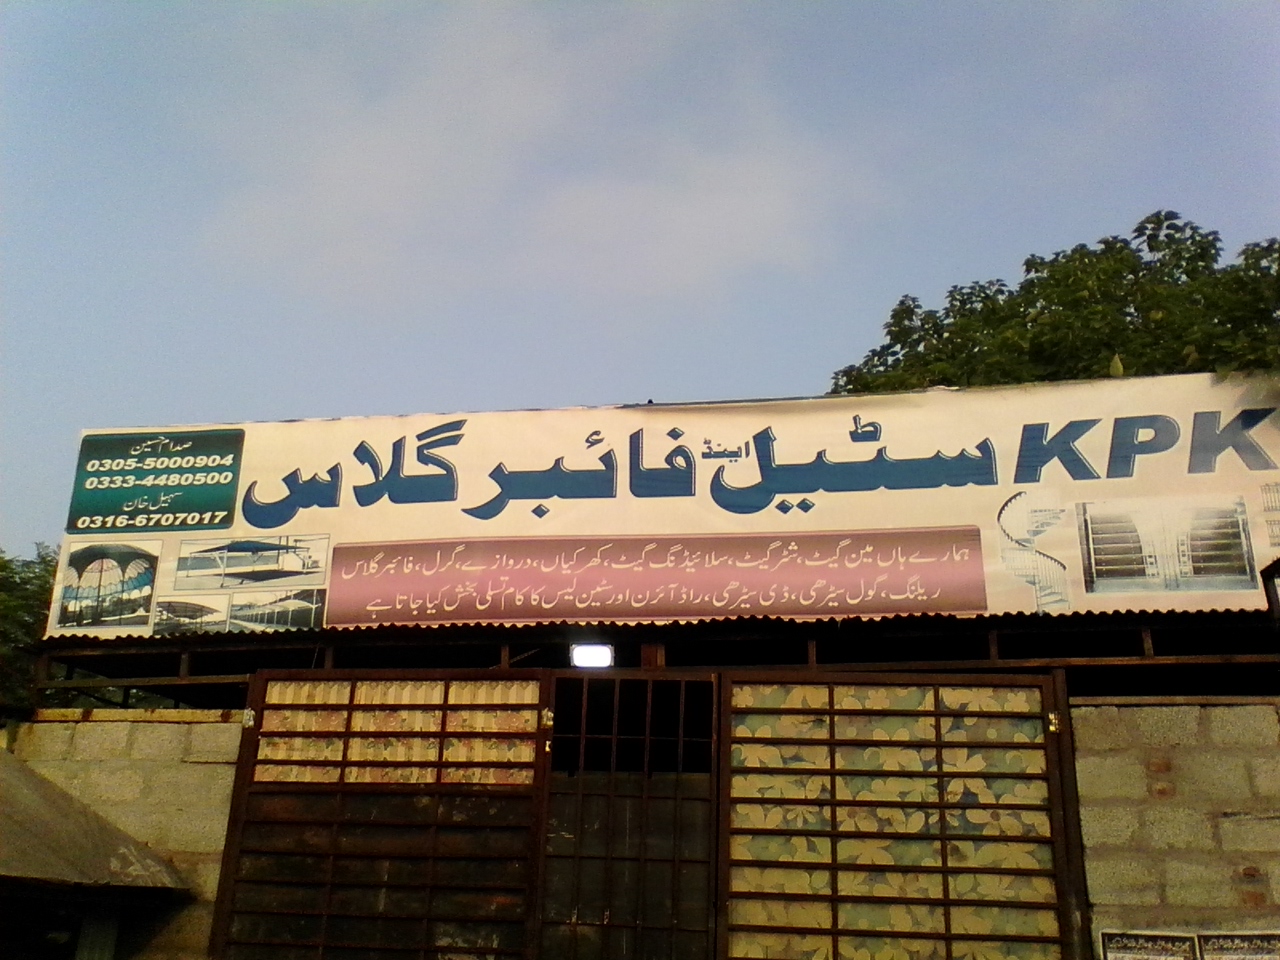 KPK سٹیل اینڈ فائبر گلاس
صدام حسین
0305-5000904
0333-4480500
سہیل خان
0316-6707017
ہمارے ہاں مین گیٹ، شٹر گیٹ، سلائیڈنگ گیٹ، کھڑکیاں، دروازے، گرل، فائبر گلاس
ریلنگ، گول سیڑھی، ڈی سیڑھی، راڈ آئرن اور سٹین لیس کا کام تسلی بخش کیا جاتا ہے